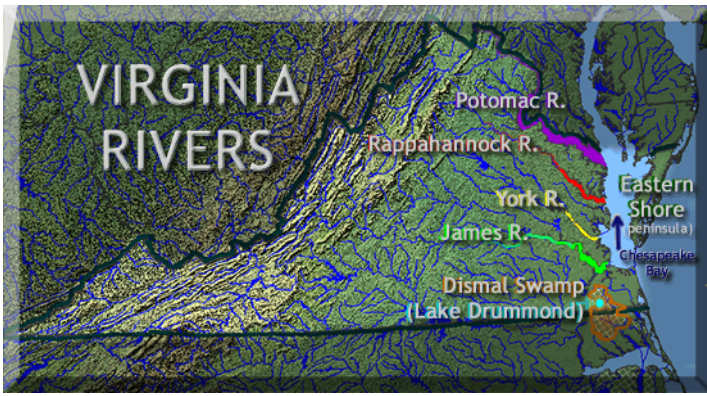 VIRGINIA
RIVERS
Potomac R.
Rappahannock R.
York R.
James R.
Eastern
Shore
(peninsula)
Chesapeake
Bay
Dismal Swamp
(Lake Drummond)